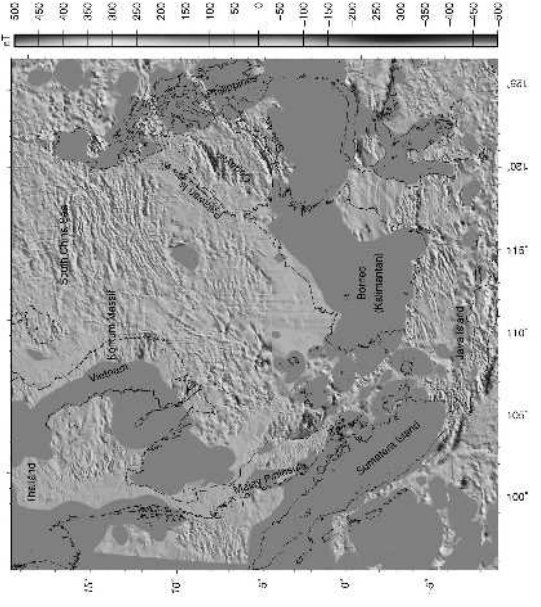 nT
500 450 400 350 300 250 200 150 100 50 0 -50 -100 -150 -200 -250 -300 -350 -400 -450 -500
125°
Philippines
120°
Palawan Is
South China Sea
115°
Borneo
(Kalimantan)
110°
Kontum Massif
Java Island
Vietnam
105°
Sumatera Island
Malay Peninsula
Thailand
100°
15° 10° 5° 0° -5°